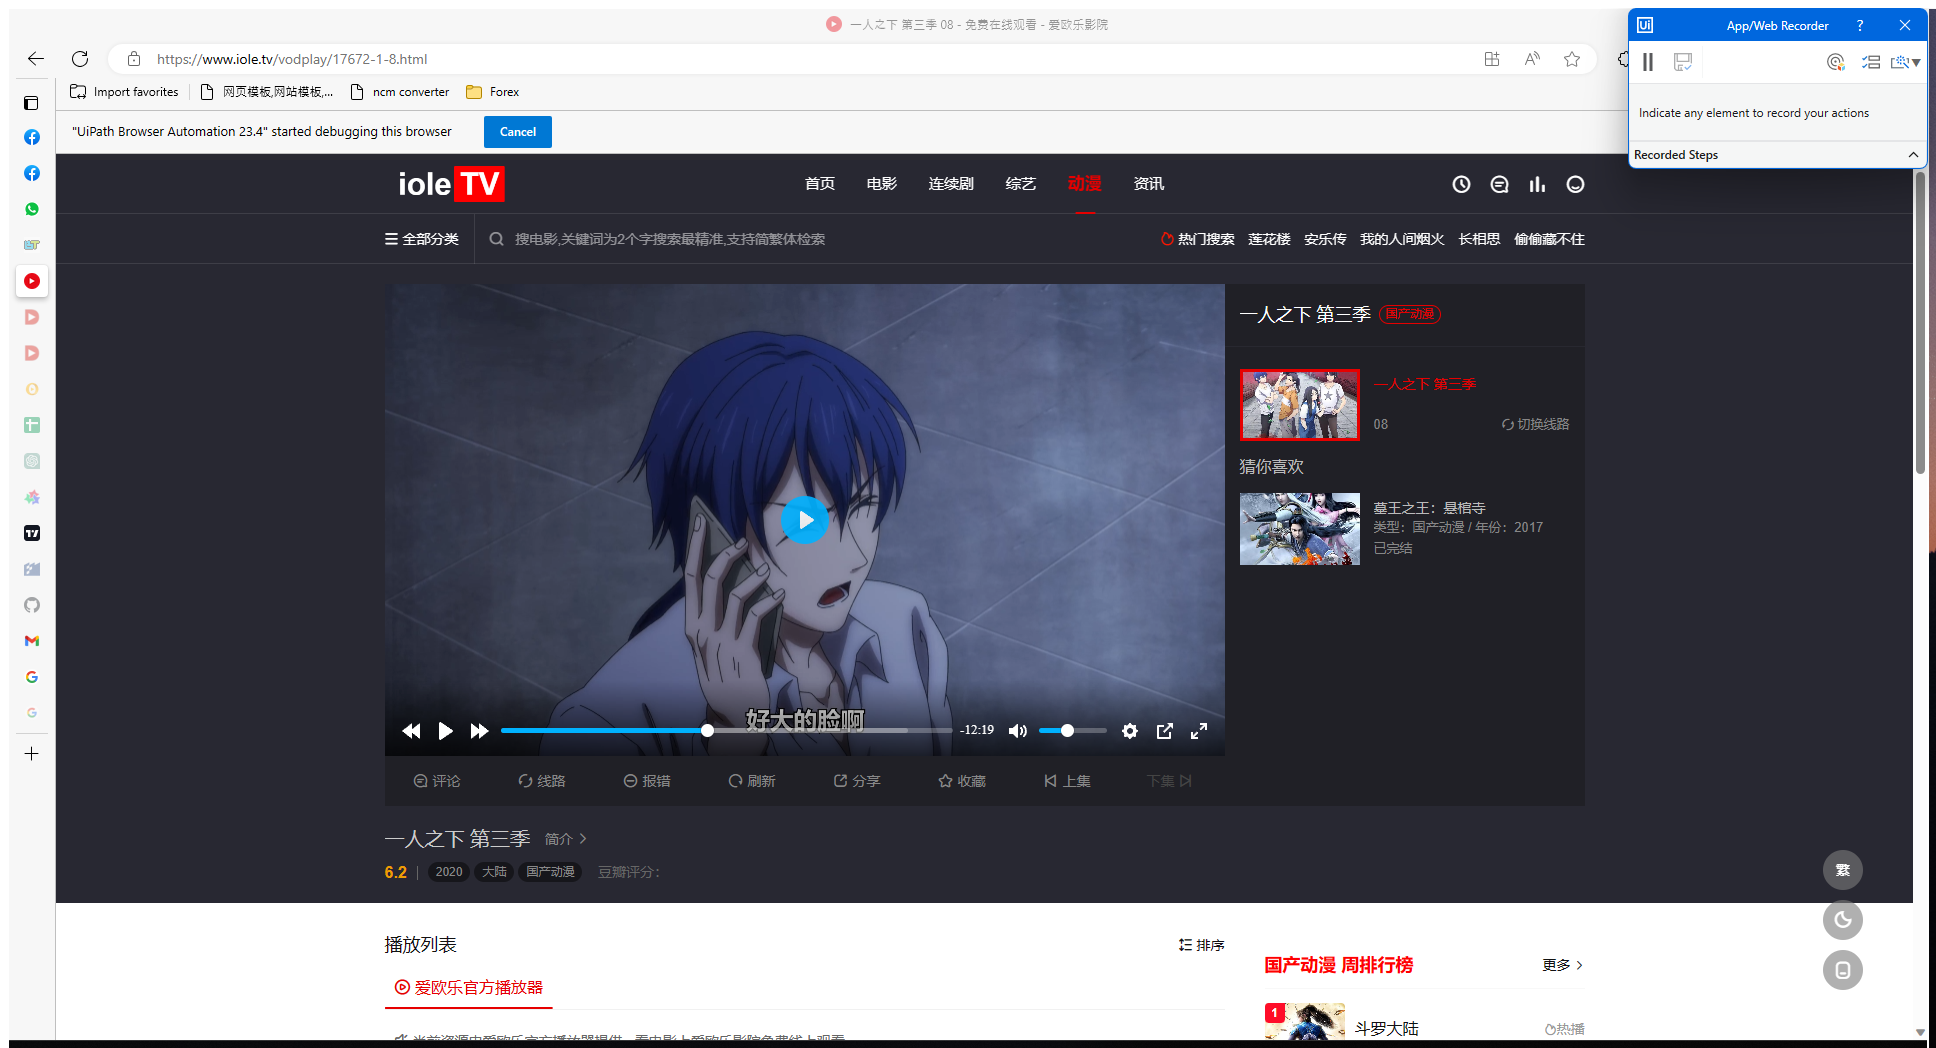 一人之下 第三季 08 - 免费在线观看 - 爱欧乐影院
App/Web Recorder ?
https://www.iole.tv/vodplay/17672-1-8.html
Import favorites 网页模板,网站模板,... ncm converter Forex
Indicate any element to record your actions
Recorded Steps
"UiPath Browser Automation 23.4" started debugging this browser Cancel
iole TV 首页 电影 连续剧 综艺 动漫 资讯
全部分类 搜电影,关键词为2个字搜索最精准,支持简繁体检索 热门搜索 莲花楼 安乐传 我的人间烟火 长相思 偷偷藏不住
一人之下 第三季 国产动漫
一人之下 第三季
08 切换线路
猜你喜欢
墓王之王：悬棺寺
类型：国产动漫 / 年份：2017
已完结
好大的脸啊
-12:19
评论 线路 报错 刷新 分享 收藏 上集 下集
一人之下 第三季 简介
6.2 2020 大陆 国产动漫 豆瓣评分：
繁
播放列表 排序
国产动漫 周排行榜 更多
爱欧乐官方播放器
1 斗罗大陆 热播